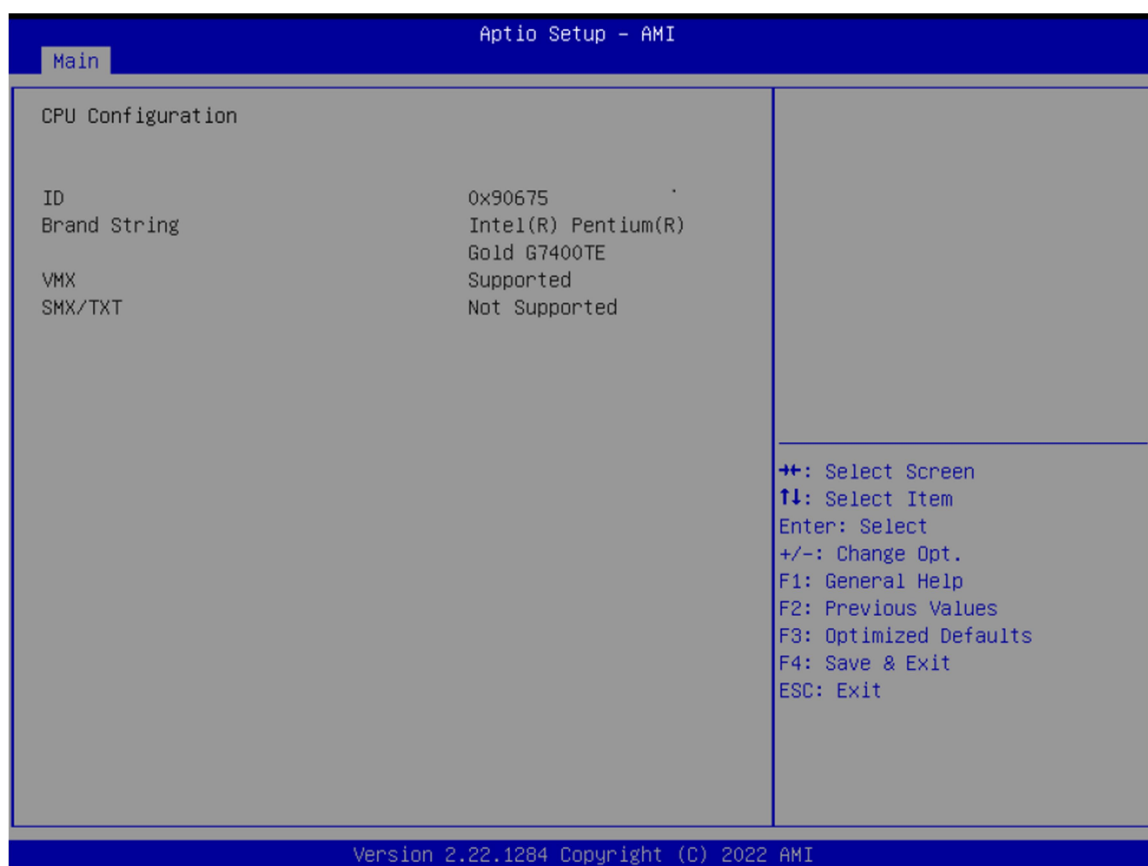 Aptio Setup – AMI
Main
CPU Configuration
ID 0x90675
Brand String Intel(R) Pentium(R)
Gold G7400TE
VMX Supported
SMX/TXT Not Supported
→←: Select Screen
↑↓: Select Item
Enter: Select
+/-: Change Opt.
F1: General Help
F2: Previous Values
F3: Optimized Defaults
F4: Save & Exit
ESC: Exit
Version 2.22.1284 Copyright (C) 2022 AMI